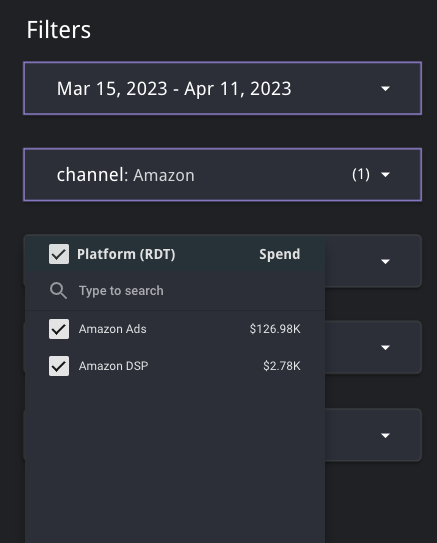 Filters
Mar 15, 2023 - Apr 11, 2023
channel: Amazon (1)
Platform (RDT) Spend
Type to search
Amazon Ads $126.98K
Amazon DSP $2.78K